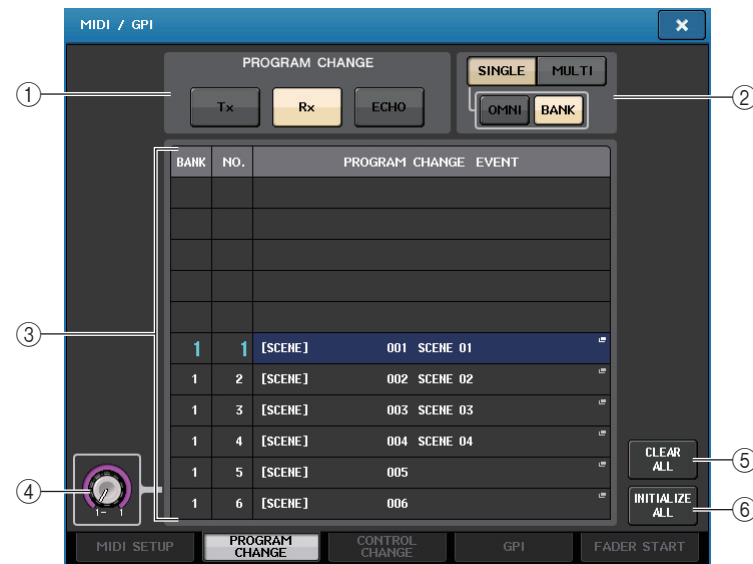 MIDI / GPI
×
PROGRAM CHANGE
SINGLE MULTI
① ②
Tx Rx ECHO
OMNI BANK
BANK NO. PROGRAM CHANGE EVENT
③
1 1 [SCENE] 001 SCENE 01
1 2 [SCENE] 002 SCENE 02
1 3 [SCENE] 003 SCENE 03
1 4 [SCENE] 004 SCENE 04
1 5 [SCENE] 005
1 6 [SCENE] 006
④
1- 1
CLEAR
ALL
⑤
INITIALIZE
ALL
⑥
MIDI SETUP
PROGRAM
CHANGE
CONTROL
CHANGE
GPI
FADER START